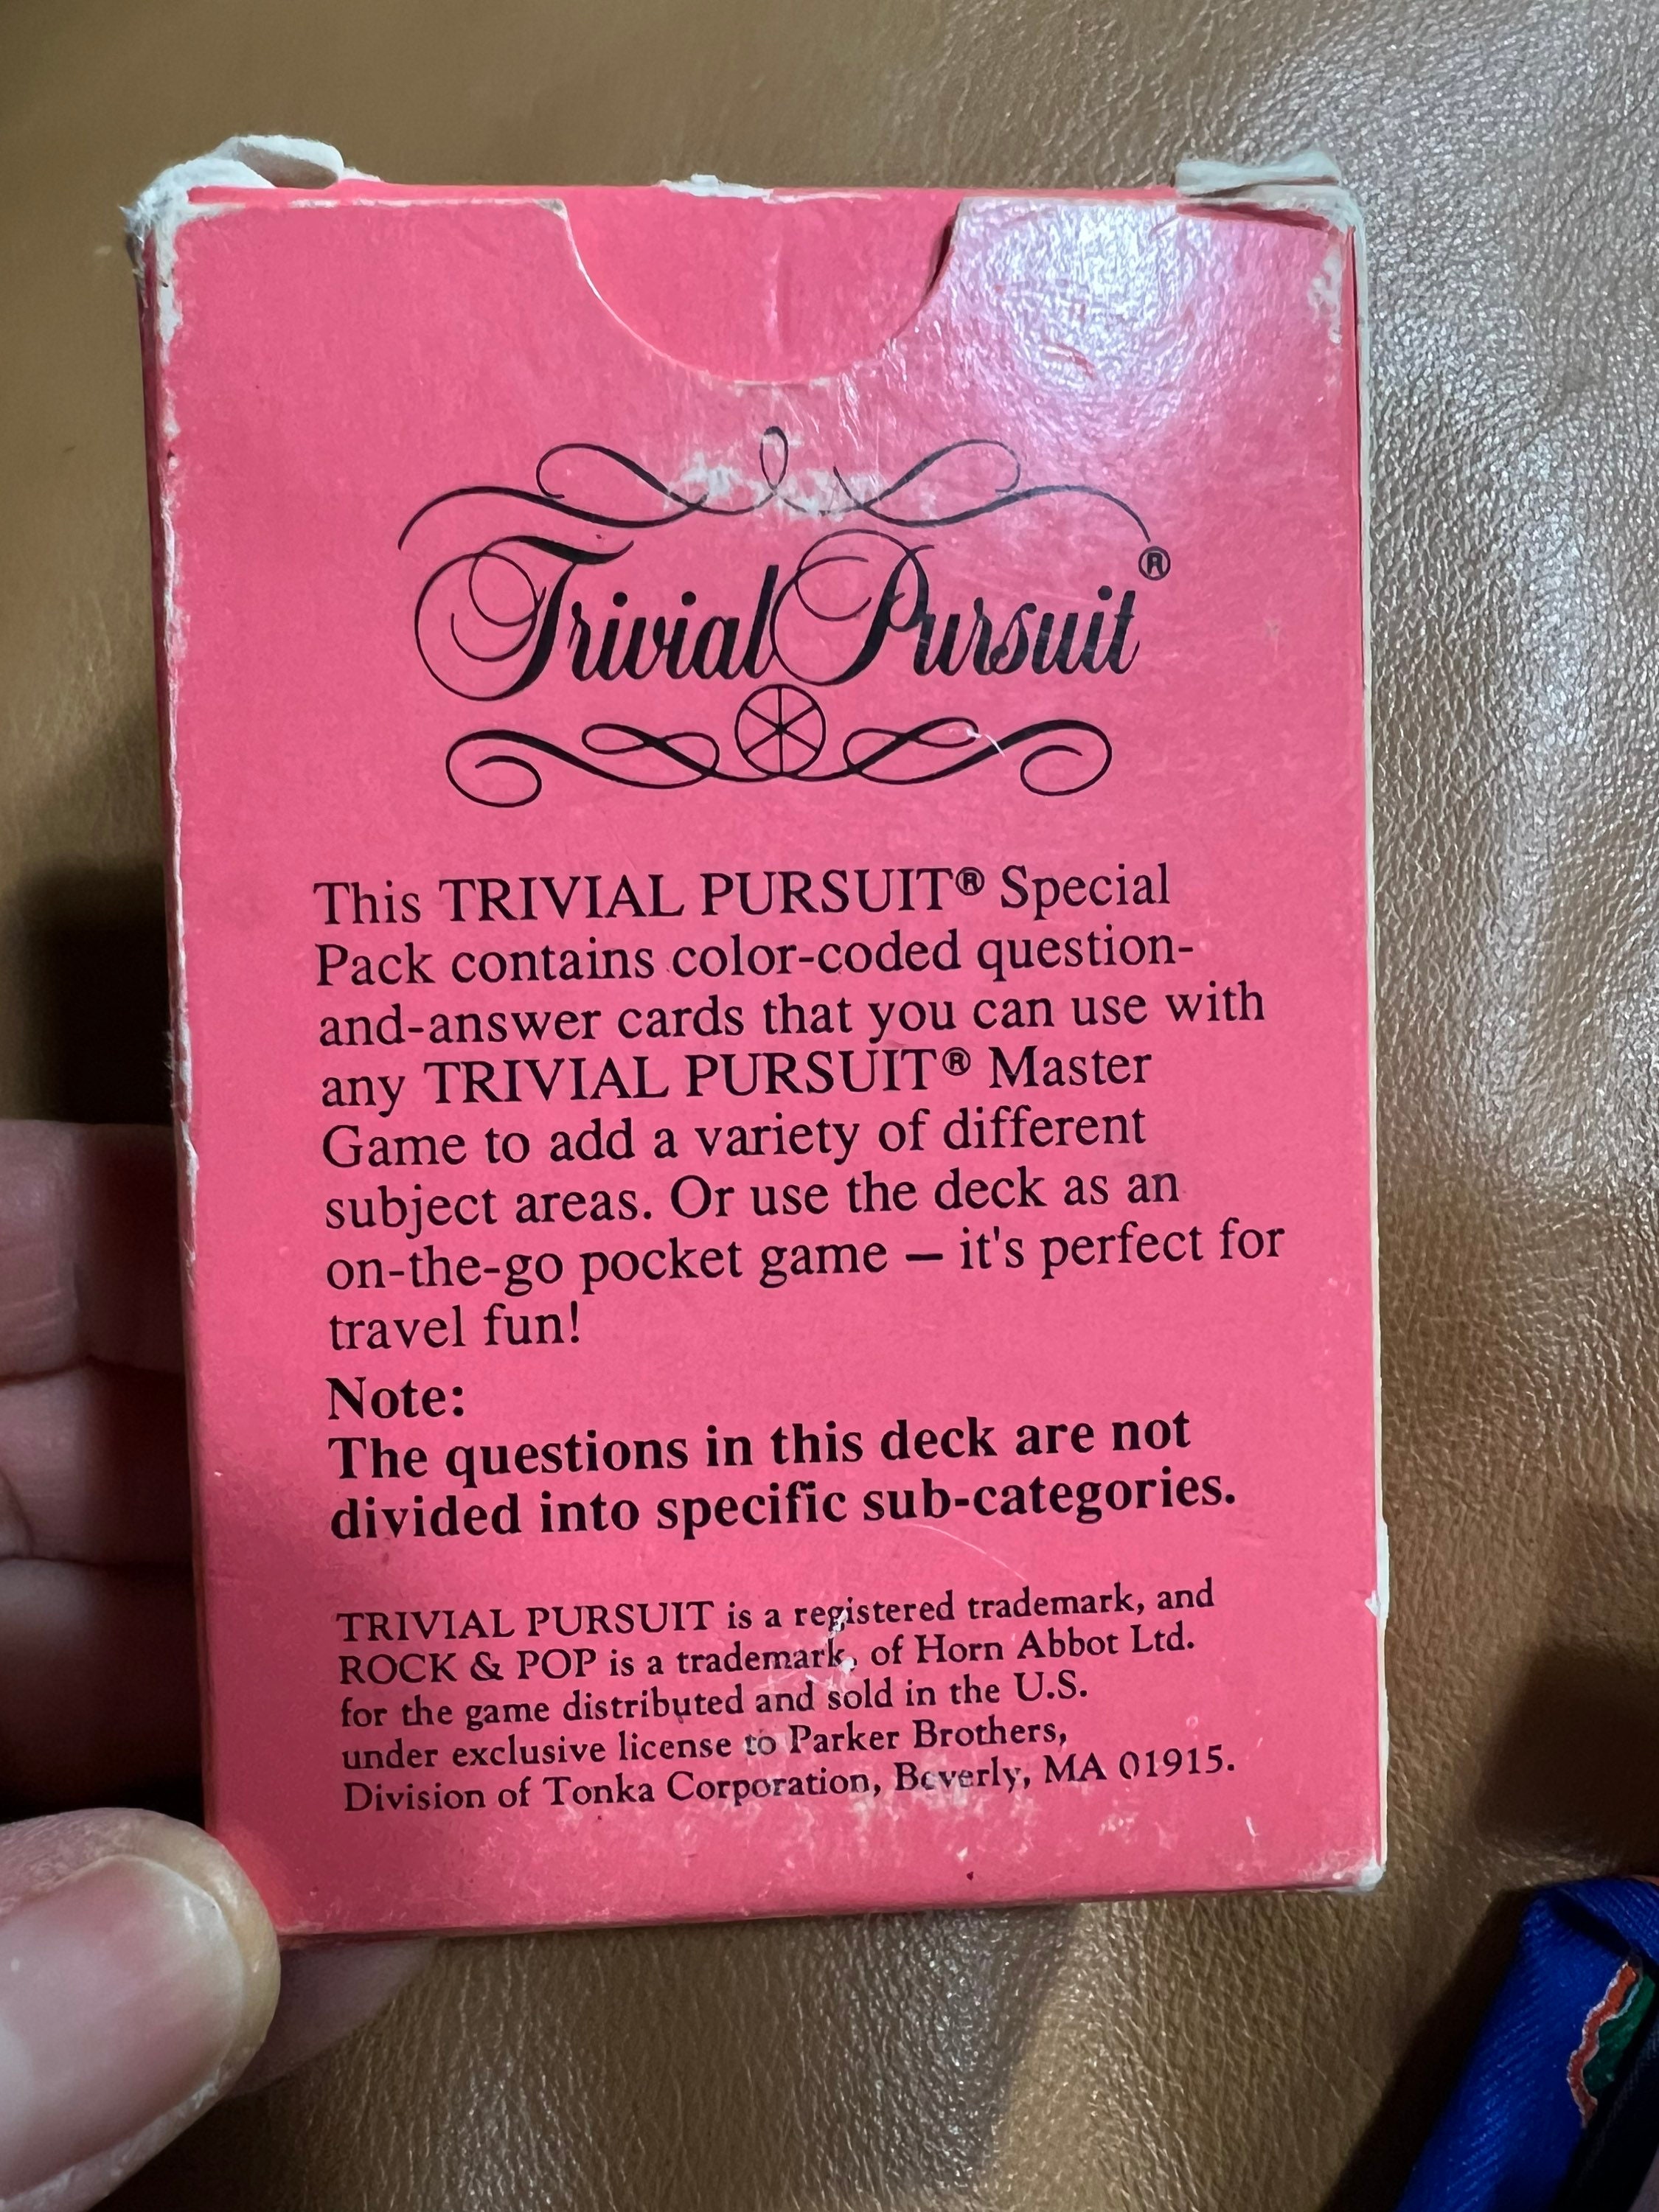 Trivial Pursuit®
This TRIVIAL PURSUIT® Special
Pack contains color-coded question-
and-answer cards that you can use with
any TRIVIAL PURSUIT® Master
Game to add a variety of different
subject areas. Or use the deck as an
on-the-go pocket game — it's perfect for
travel fun!
Note:
The questions in this deck are not
divided into specific sub-categories.
TRIVIAL PURSUIT is a registered trademark, and
ROCK & POP is a trademark, of Horn Abbot Ltd.
for the game distributed and sold in the U.S.
under exclusive license to Parker Brothers,
Division of Tonka Corporation, Beverly, MA 01915.